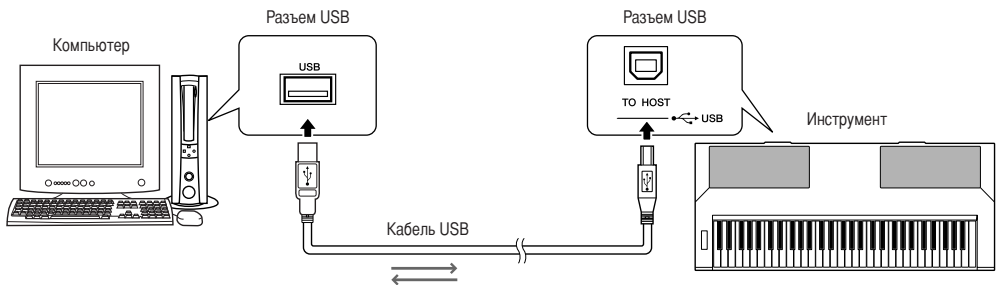 Разъем USB
Разъем USB
Компьютер
USB
TO HOST
USB
Инструмент
Кабель USB